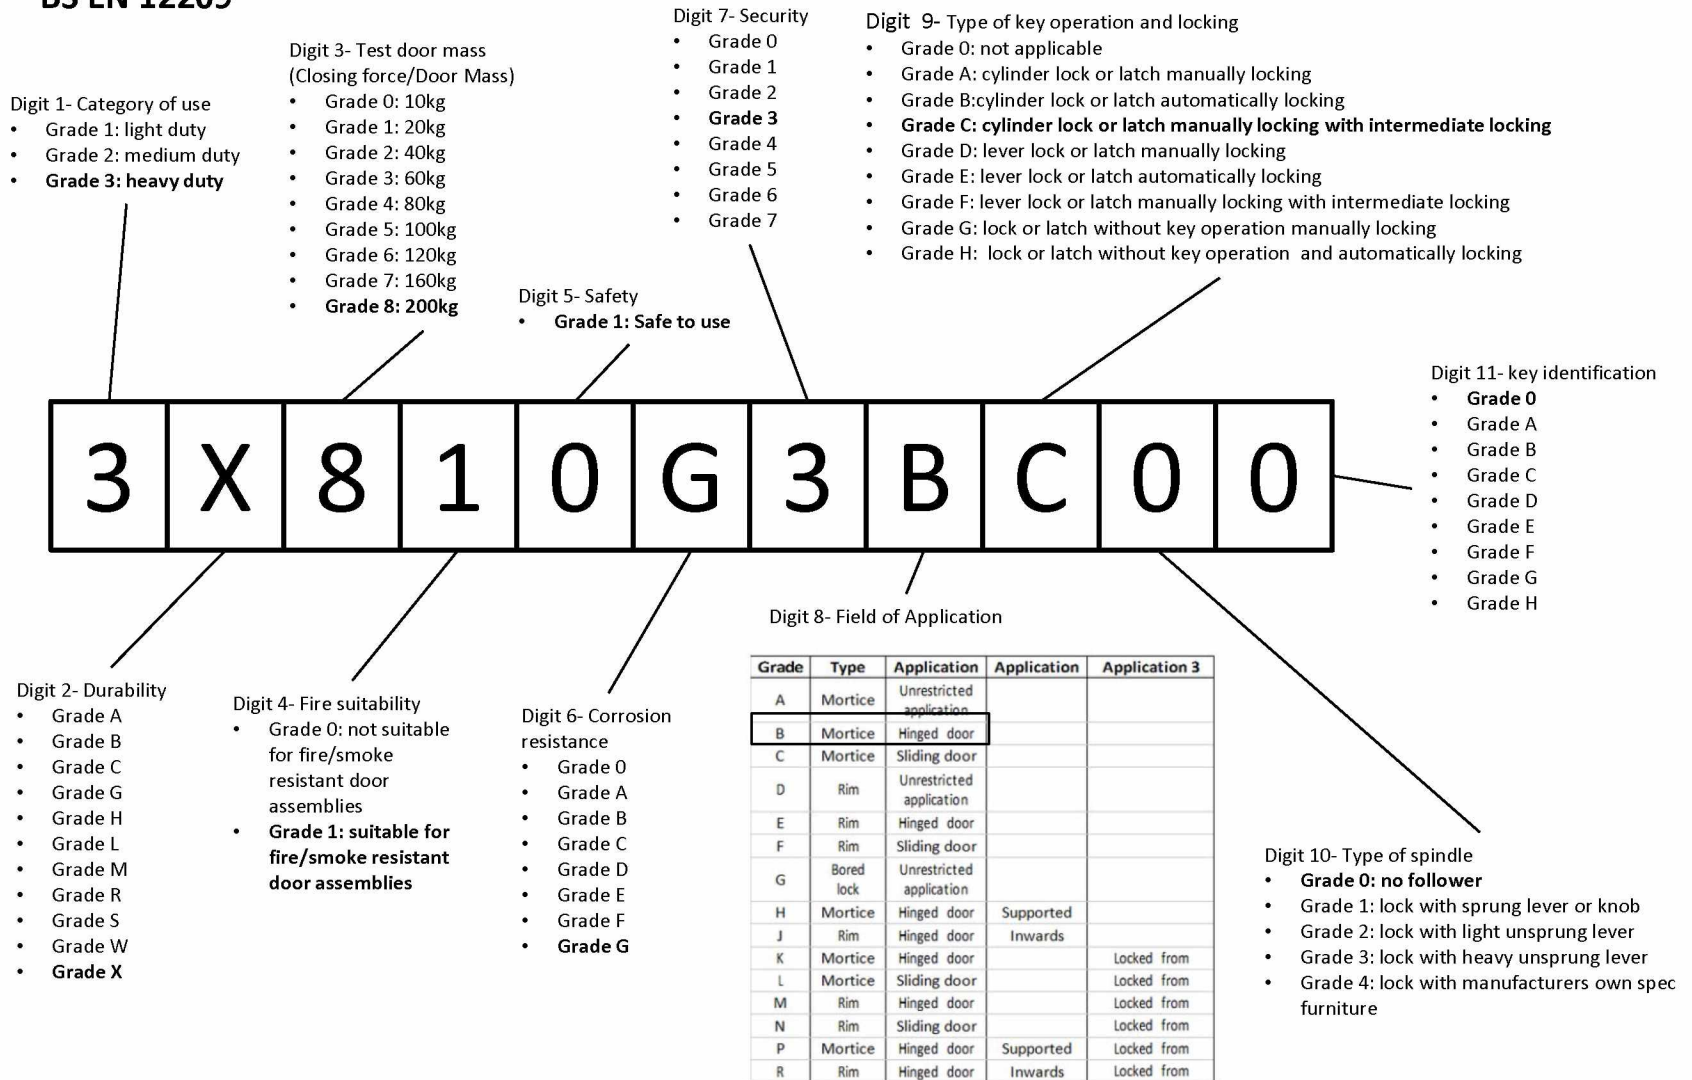 BS EN 12209
Digit 1- Category of use
• Grade 1: light duty
• Grade 2: medium duty
• Grade 3: heavy duty
Digit 3- Test door mass
(Closing force/Door Mass)
• Grade 0: 10kg
• Grade 1: 20kg
• Grade 2: 40kg
• Grade 3: 60kg
• Grade 4: 80kg
• Grade 5: 100kg
• Grade 6: 120kg
• Grade 7: 160kg
• Grade 8: 200kg
Digit 5- Safety
• Grade 1: Safe to use
Digit 7- Security
• Grade 0
• Grade 1
• Grade 2
• Grade 3
• Grade 4
• Grade 5
• Grade 6
• Grade 7
Digit 9- Type of key operation and locking
• Grade 0: not applicable
• Grade A: cylinder lock or latch manually locking
• Grade B:cylinder lock or latch automatically locking
• Grade C: cylinder lock or latch manually locking with intermediate locking
• Grade D: lever lock or latch manually locking
• Grade E: lever lock or latch automatically locking
• Grade F: lever lock or latch manually locking with intermediate locking
• Grade G: lock or latch without key operation manually locking
• Grade H: lock or latch without key operation and automatically locking
Digit 11- key identification
• Grade 0
• Grade A
• Grade B
• Grade C
• Grade D
• Grade E
• Grade F
• Grade G
• Grade H
3 X 8 1 0 G 3 B C 0 0
Digit 2- Durability
• Grade A
• Grade B
• Grade C
• Grade G
• Grade H
• Grade L
• Grade M
• Grade R
• Grade S
• Grade W
• Grade X
Digit 4- Fire suitability
• Grade 0: not suitable
for fire/smoke
resistant door
assemblies
• Grade 1: suitable for
fire/smoke resistant
door assemblies
Digit 6- Corrosion
resistance
• Grade 0
• Grade A
• Grade B
• Grade C
• Grade D
• Grade E
• Grade F
• Grade G
Digit 8- Field of Application
Grade Type Application Application Application 3
A Mortice Unrestricted application
B Mortice Hinged door
C Mortice Sliding door
D Rim Unrestricted application
E Rim Hinged door
F Rim Sliding door
G Bored lock Unrestricted application
H Mortice Hinged door Supported
J Rim Hinged door Inwards
K Mortice Hinged door Locked from
L Mortice Sliding door Locked from
M Rim Hinged door Locked from
N Rim Sliding door Locked from
P Mortice Hinged door Supported Locked from
R Rim Hinged door Inwards Locked from
Digit 10- Type of spindle
• Grade 0: no follower
• Grade 1: lock with sprung lever or knob
• Grade 2: lock with light unsprung lever
• Grade 3: lock with heavy unsprung lever
• Grade 4: lock with manufacturers own spec
furniture